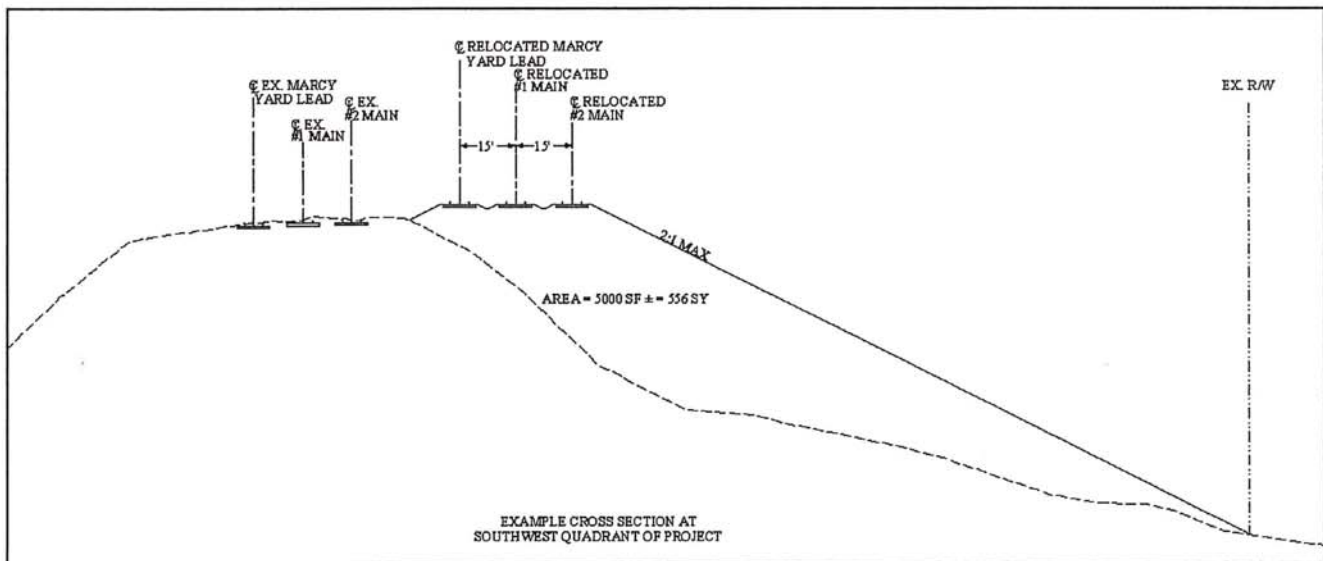 ℄ EX. MARCY
YARD LEAD
℄ EX.
#1 MAIN
℄ EX.
#2 MAIN
℄ RELOCATED MARCY
YARD LEAD
℄ RELOCATED
#1 MAIN
℄ RELOCATED
#2 MAIN
EX. R/W
15'
15'
2:1 MAX
AREA = 5000 SF ± = 556 SY
EXAMPLE CROSS SECTION AT
SOUTHWEST QUADRANT OF PROJECT